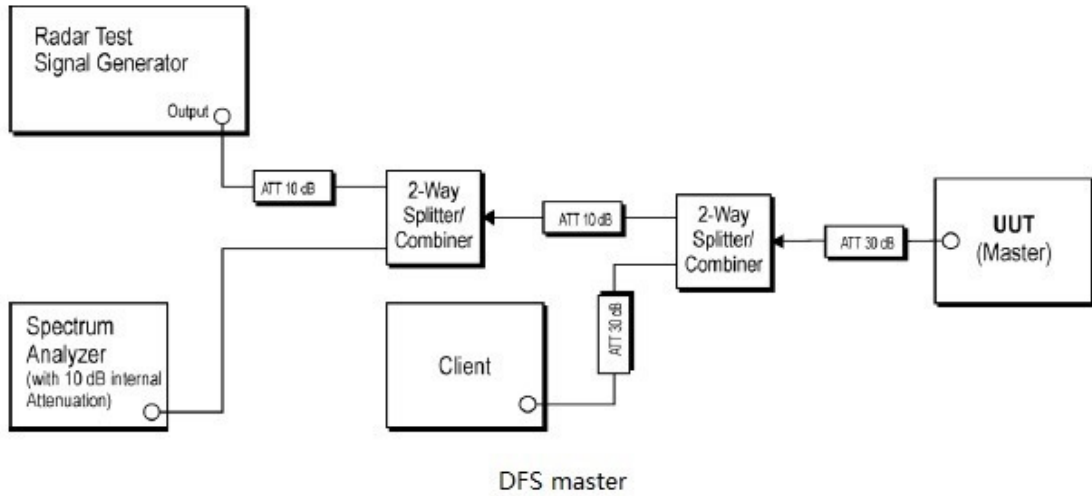 Radar Test
Signal Generator
Output
ATT 10 dB
2-Way
Splitter/
Combiner
ATT 10 dB
2-Way
Splitter/
Combiner
ATT 30 dB
UUT
(Master)
Spectrum
Analyzer
(with 10 dB internal
Attenuation)
Client
ATT 30 dB
DFS master